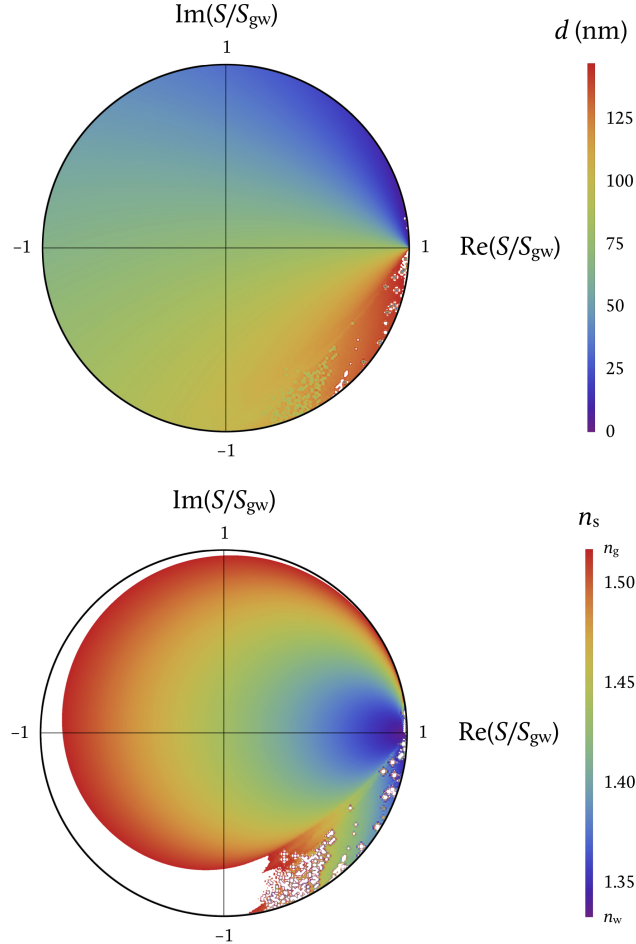 Im(S/Sgw)
d (nm)
1
125
100
75
50
25
0
–1
1
Re(S/Sgw)
–1
Im(S/Sgw)
ns
1
ng
1.50
1.45
1.40
1.35
nw
–1
1
Re(S/Sgw)
–1